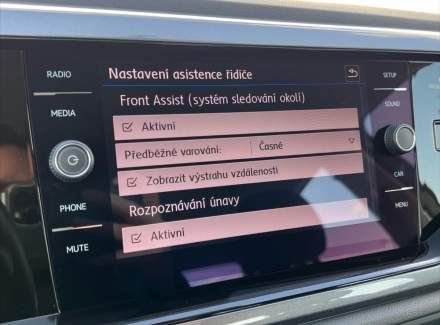 Nastavení asistence řidiče
Front Assist (systém sledování okolí)
Aktivní
Předběžné varování: Časné
Zobrazit výstrahu vzdálenosti
Rozpoznávání únavy
Aktivní
RADIO
MEDIA
PHONE
MUTE
SETUP
SOUND
CAR
MENU